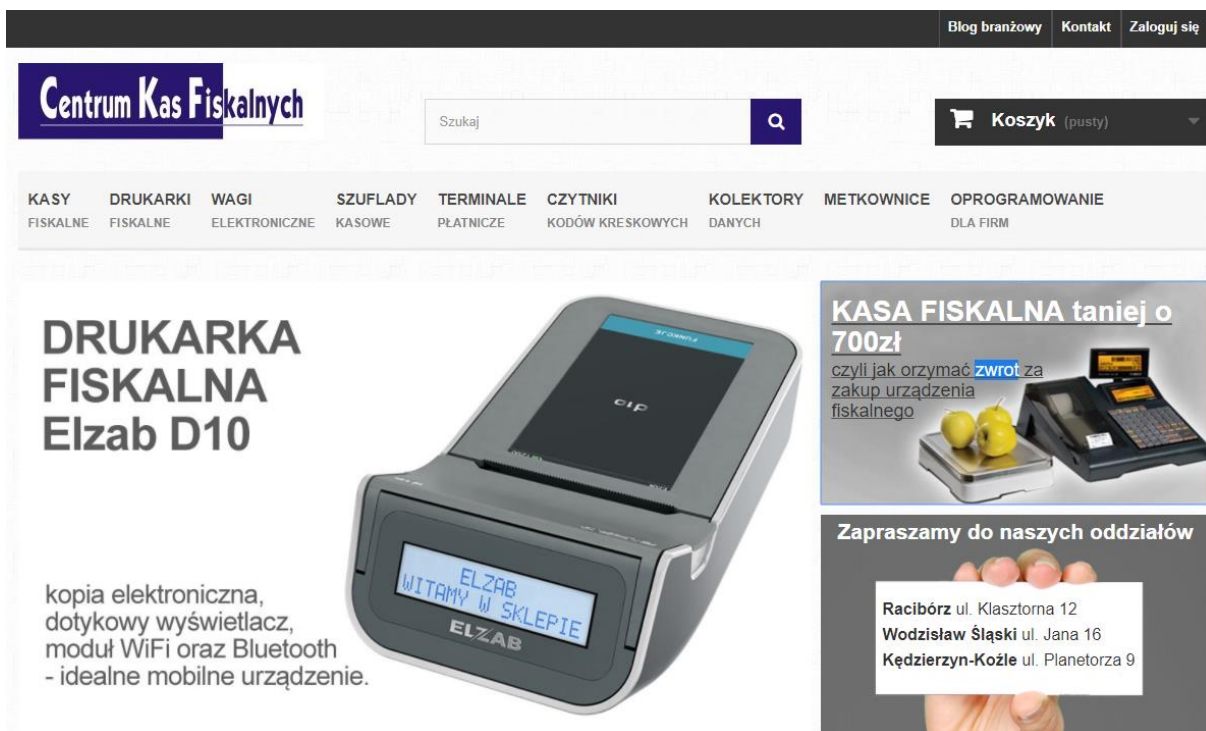 Blog branżowy Kontakt Zaloguj się
Centrum Kas Fiskalnych
Szukaj
Koszyk (pusty)
KASY DRUKARKI WAGI SZUFLADY TERMINALE CZYTNIKI KOLEKTORY METKOWNICE OPROGRAMOWANIE
FISKALNE FISKALNE ELEKTRONICZNE KASOWE PŁATNICZE KODÓW KRESKOWYCH DANYCH DLA FIRM
DRUKARKA
FISKALNA
Elzab D10
kopia elektroniczna,
dotykowy wyświetlacz,
moduł WiFi oraz Bluetooth
- idealne mobilne urządzenie.
FUNKCJE
d10
ELZAB
WITAMY W SKLEPIE
ELZAB
KASA FISKALNA taniej o
700zł
czyli jak orzymać zwrot za
zakup urządzenia
fiskalnego
Zapraszamy do naszych oddziałów
Racibórz ul. Klasztorna 12
Wodzisław Śląski ul. Jana 16
Kędzierzyn-Koźle ul. Planetorza 9